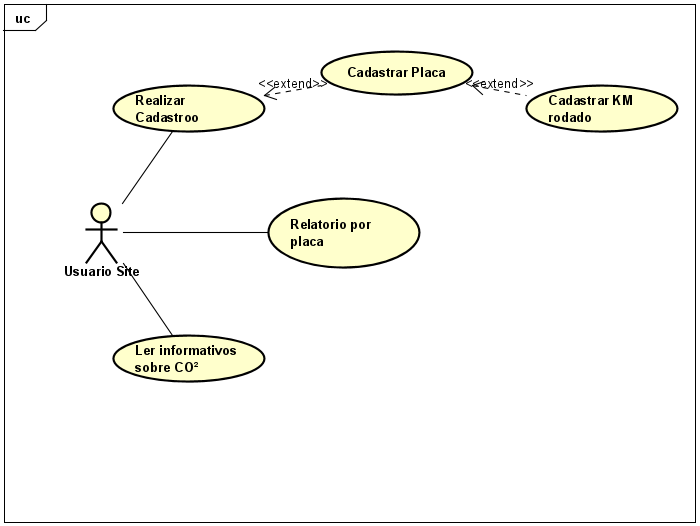 uc
<<extend>>
Cadastrar Placa
<<extend>>
Realizar
Cadastroo
Cadastrar KM
rodado
Relatorio por
placa
Usuario Site
Ler informativos
sobre CO²